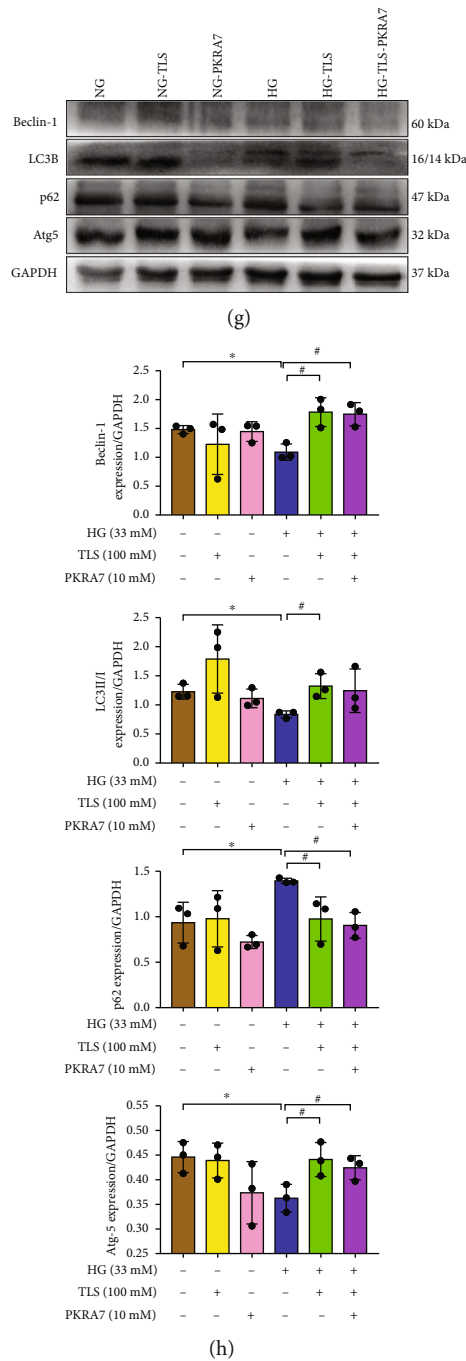 NG
NG-TLS
NG-PKRA7
HG
HG-TLS
HG-TLS-PKRA7
Beclin-1
60 kDa
LC3B
16/14 kDa
p62
47 kDa
Atg5
32 kDa
GAPDH
37 kDa
(g)
Beclin-1
expression/GAPDH
2.5
2.0
1.5
1.0
0.5
0.0
*
#
#
HG (33 mM) – – – + + +
TLS (100 mM) – + – – + +
PKRA7 (10 mM) – – + – – +
LC3II/I
expression/GAPDH
2.5
2.0
1.5
1.0
0.5
0.0
*
#
HG (33 mM) – – – + + +
TLS (100 mM) – + – – + +
PKRA7 (10 mM) – – + – – +
p62 expression/GAPDH
1.5
1.0
0.5
0.0
*
#
#
HG (33 mM) – – – + + +
TLS (100 mM) – + – – + +
PKRA7 (10 mM) – – + – – +
Atg-5 expression/GAPDH
0.55
0.50
0.45
0.40
0.35
0.30
0.25
*
#
#
HG (33 mM) – – – + + +
TLS (100 mM) – + – – + +
PKRA7 (10 mM) – – + – – +
(h)